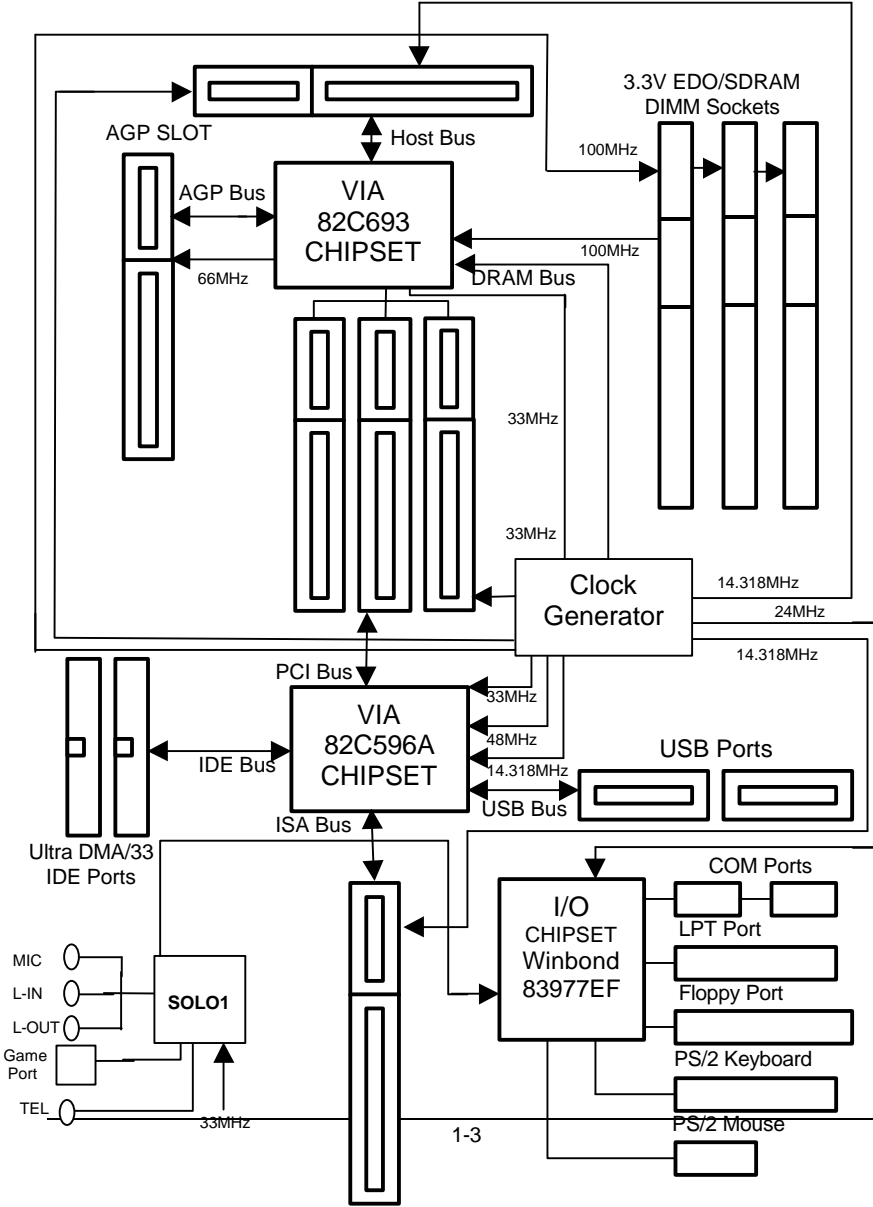 3.3V EDO/SDRAM
DIMM Sockets
AGP SLOT
Host Bus
100MHz
AGP Bus
VIA
82C693
CHIPSET
100MHz
66MHz
DRAM Bus
33MHz
33MHz
Clock
Generator
14.318MHz
24MHz
14.318MHz
PCI Bus
33MHz
VIA
82C596A
CHIPSET
48MHz
IDE Bus
14.318MHz
USB Ports
USB Bus
ISA Bus
Ultra DMA/33
IDE Ports
COM Ports
I/O
CHIPSET
Winbond
83977EF
LPT Port
MIC
L-IN
SOLO1
Floppy Port
L-OUT
Game
Port
PS/2 Keyboard
TEL
33MHz
PS/2 Mouse
1-3